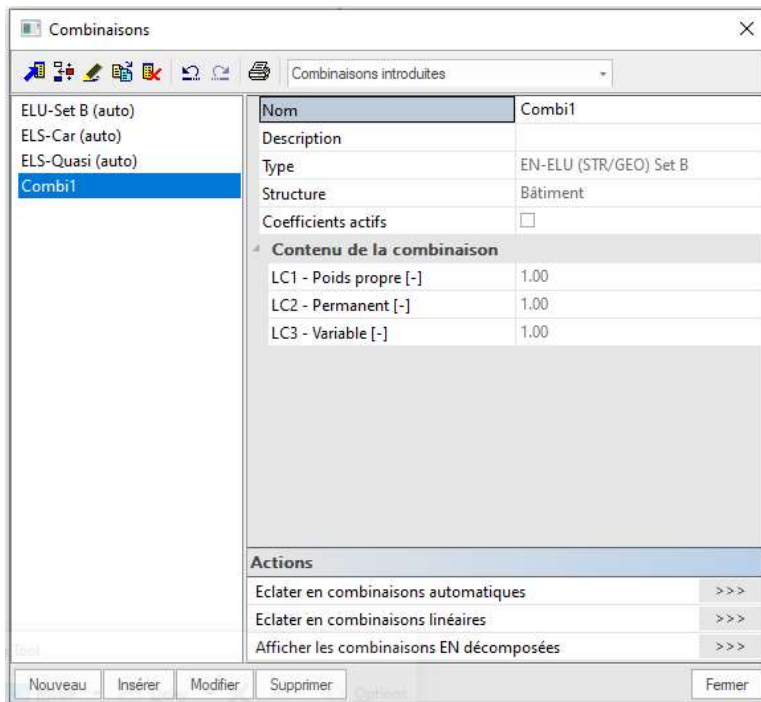 Combinaisons
Combinaisons introduites
ELU-Set B (auto)
ELS-Car (auto)
ELS-Quasi (auto)
Combi1
Nom Combi1
Description
Type EN-ELU (STR/GEO) Set B
Structure Bâtiment
Coefficients actifs
Contenu de la combinaison
LC1 - Poids propre [-] 1.00
LC2 - Permanent [-] 1.00
LC3 - Variable [-] 1.00
Actions
Eclater en combinaisons automatiques >>>
Eclater en combinaisons linéaires >>>
Afficher les combinaisons EN décomposées >>>
Tool
Nouveau Insérer Modifier Supprimer Fermer
Options